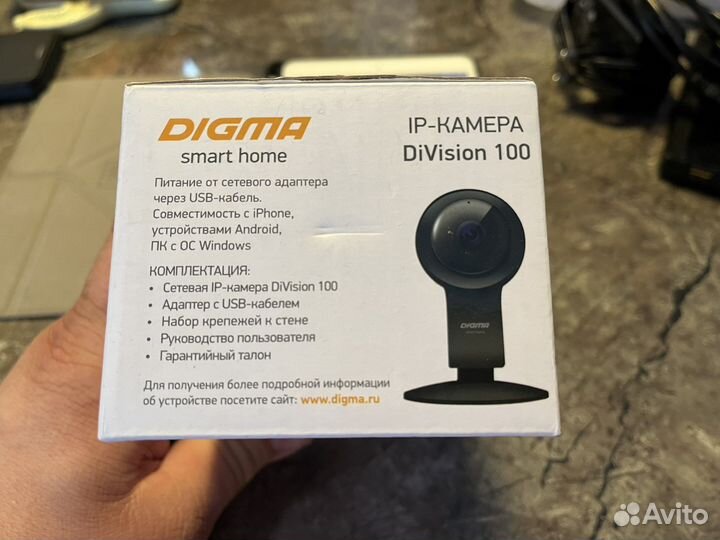 DIGMA
smart home
IP-КАМЕРА
DiVision 100
Питание от сетевого адаптера
через USB-кабель.
Совместимость с iPhone,
устройствами Android,
ПК с ОС Windows
КОМПЛЕКТАЦИЯ:
• Сетевая IP-камера DiVision 100
• Адаптер с USB-кабелем
• Набор крепежей к стене
• Руководство пользователя
• Гарантийный талон
DIGMA
Для получения более подробной информации
об устройстве посетите сайт: www.digma.ru
Avito